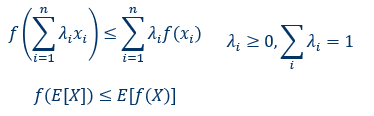 f(∑_{i=1}^{n} λ_i x_i) ≤ ∑_{i=1}^{n} λ_i f(x_i)   λ_i ≥ 0, ∑_i λ_i = 1
f(E[X]) ≤ E[f(X)]